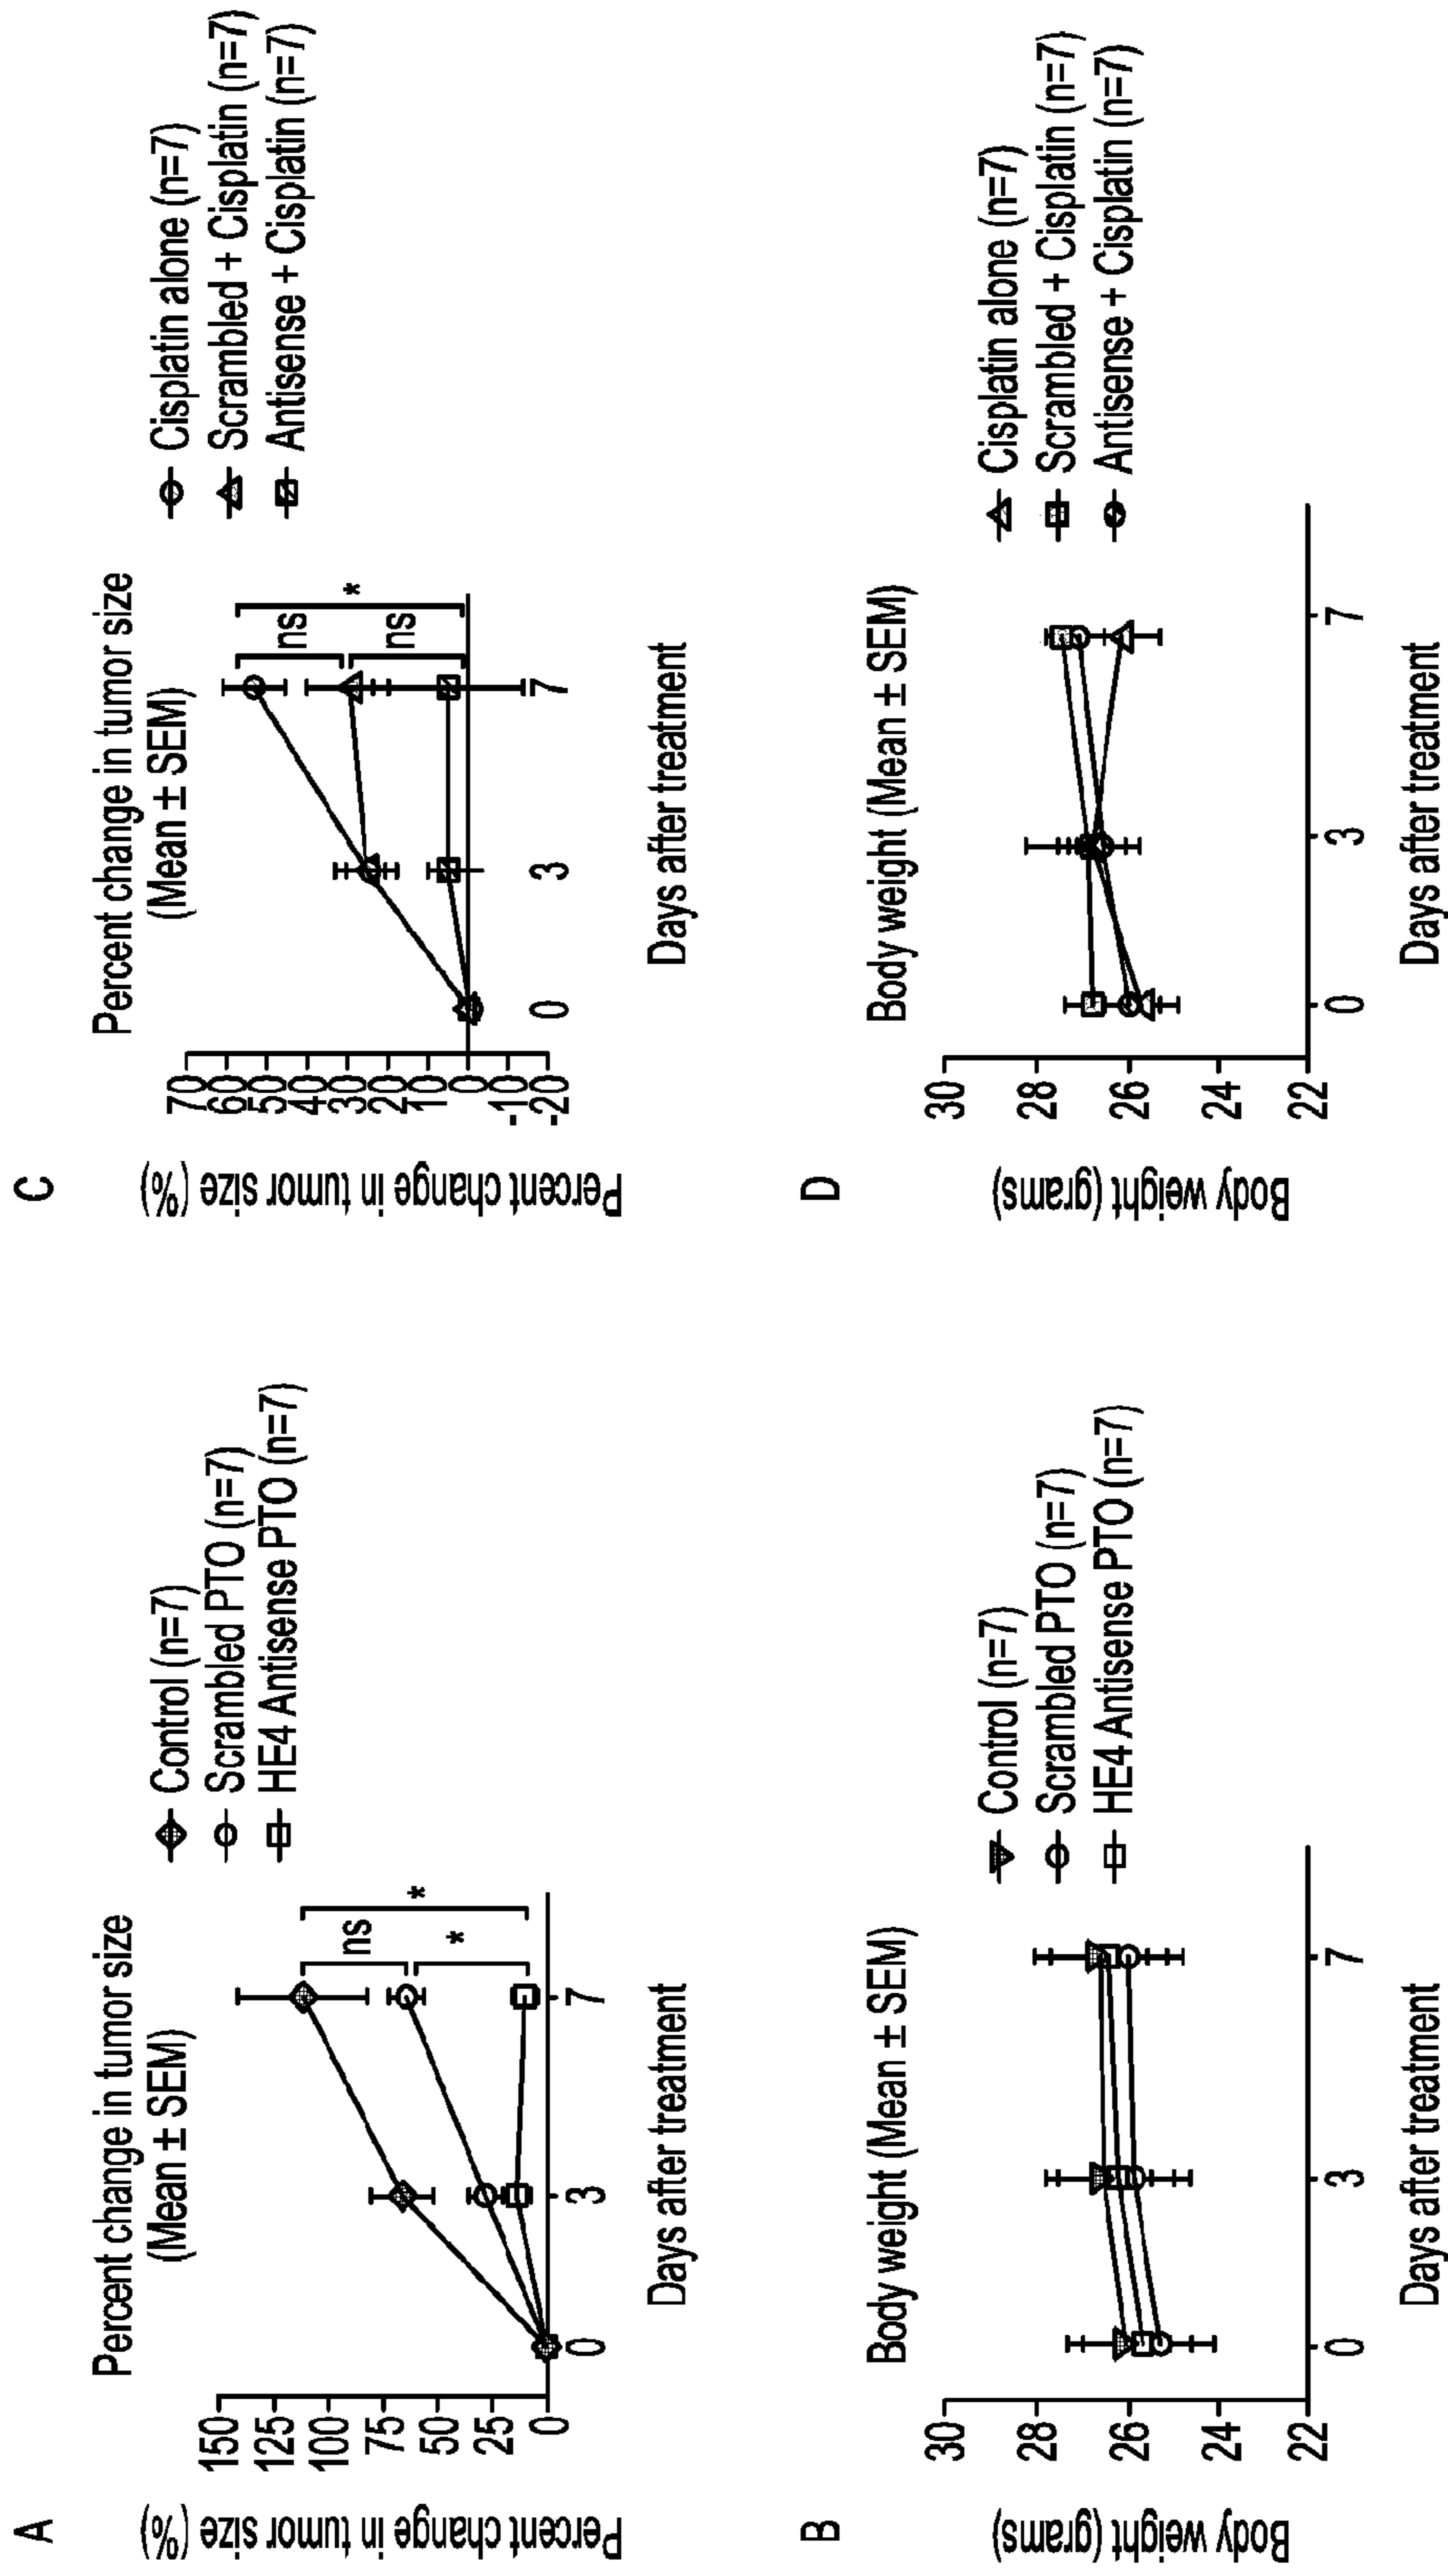 A
Percent change in tumor size
(Mean ± SEM)
Percent change in tumor size (%)
150
125
100
75
50
25
0
0
3
7
Days after treatment
ns
*
*
Control (n=7)
Scrambled PTO (n=7)
HE4 Antisense PTO (n=7)
B
Body weight (Mean ± SEM)
Body weight (grams)
30
28
26
24
22
0
3
7
Days after treatment
Control (n=7)
Scrambled PTO (n=7)
HE4 Antisense PTO (n=7)
C
Percent change in tumor size
(Mean ± SEM)
Percent change in tumor size (%)
70
60
50
40
30
20
10
0
-10
-20
0
3
7
Days after treatment
ns
ns
*
Cisplatin alone (n=7)
Scrambled + Cisplatin (n=7)
Antisense + Cisplatin (n=7)
D
Body weight (Mean ± SEM)
Body weight (grams)
30
28
26
24
22
0
3
7
Days after treatment
Cisplatin alone (n=7)
Scrambled + Cisplatin (n=7)
Antisense + Cisplatin (n=7)